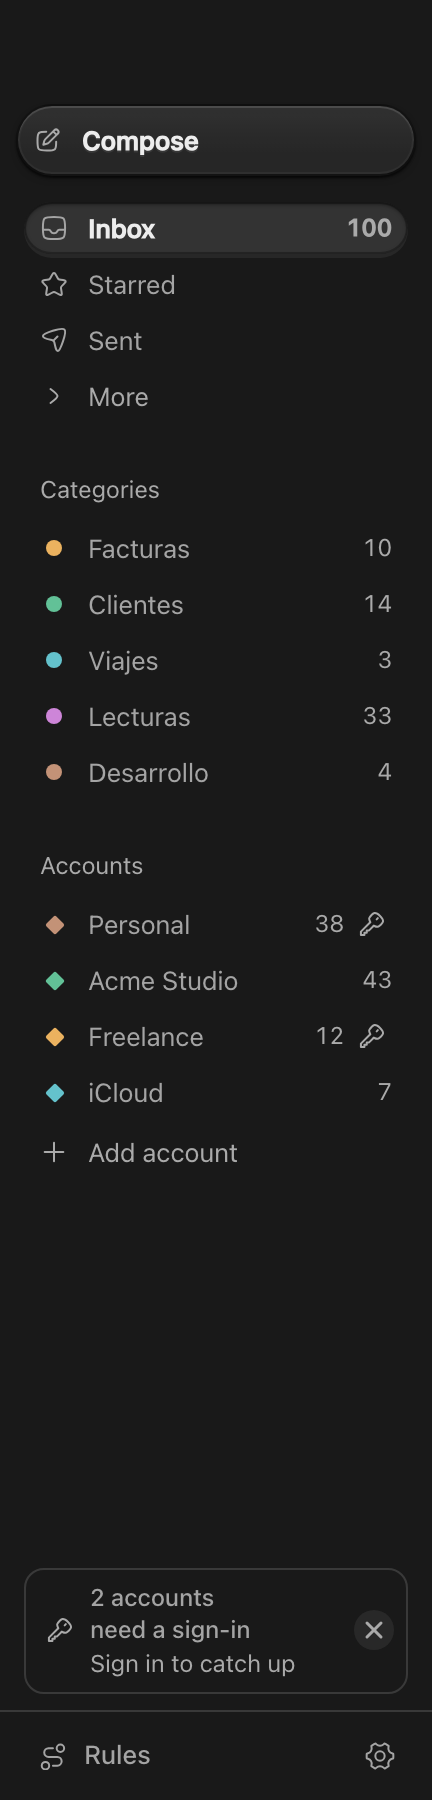 Compose
Inbox 100
Starred
Sent
More
Categories
Facturas 10
Clientes 14
Viajes 3
Lecturas 33
Desarrollo 4
Accounts
Personal 38
Acme Studio 43
Freelance 12
iCloud 7
Add account
2 accounts
need a sign-in
Sign in to catch up
Rules